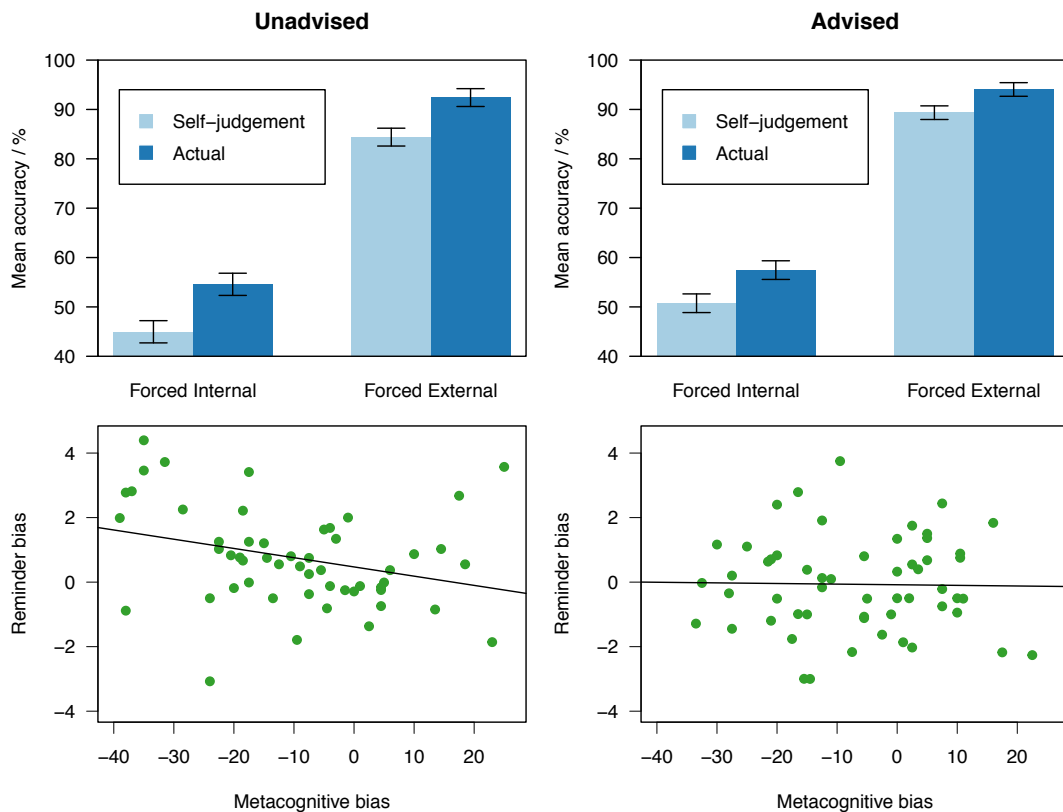 Unadvised
Mean accuracy / %
100
90
80
70
60
50
40
Self−judgement
Actual
Forced Internal
Forced External
Advised
Mean accuracy / %
100
90
80
70
60
50
40
Self−judgement
Actual
Forced Internal
Forced External
Reminder bias
4
2
0
−2
−4
−40 −30 −20 −10 0 10 20
Metacognitive bias
Reminder bias
4
2
0
−2
−4
−40 −30 −20 −10 0 10 20
Metacognitive bias